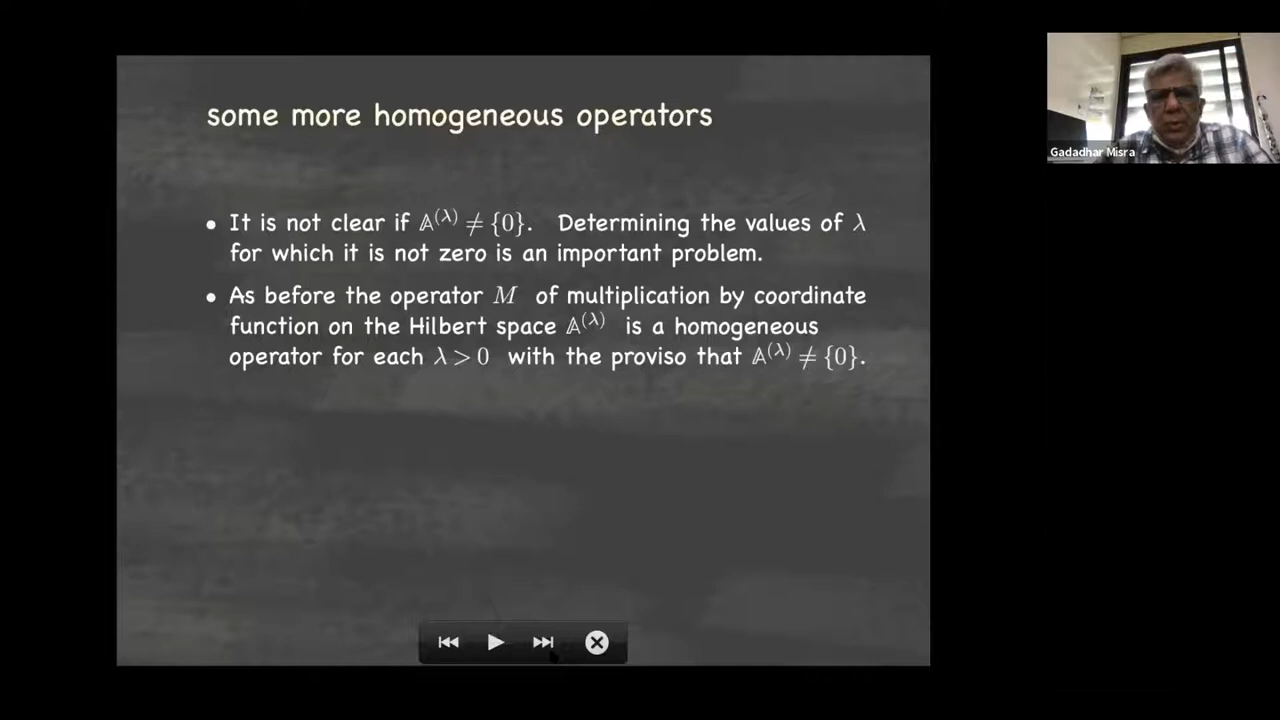 some more homogeneous operators
• It is not clear if 𝔸^(λ) ≠ {0}. Determining the values of λ
for which it is not zero is an important problem.
• As before the operator M of multiplication by coordinate
function on the Hilbert space 𝔸^(λ) is a homogeneous
operator for each λ > 0 with the proviso that 𝔸^(λ) ≠ {0}.
Gadadhar Misra